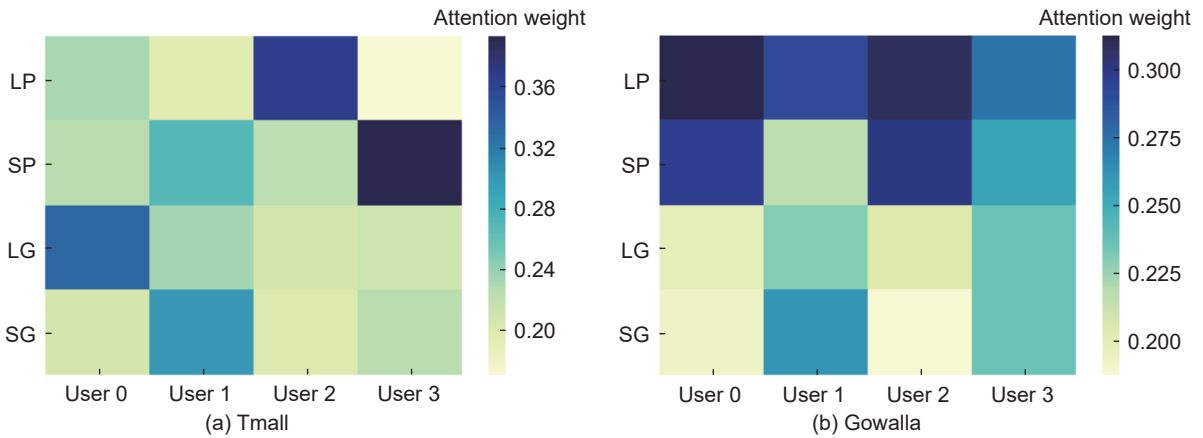 Attention weight
LP
SP
LG
SG
0.36
0.32
0.28
0.24
0.20
User 0 User 1 User 2 User 3
(a) Tmall
Attention weight
LP
SP
LG
SG
0.300
0.275
0.250
0.225
0.200
User 0 User 1 User 2 User 3
(b) Gowalla